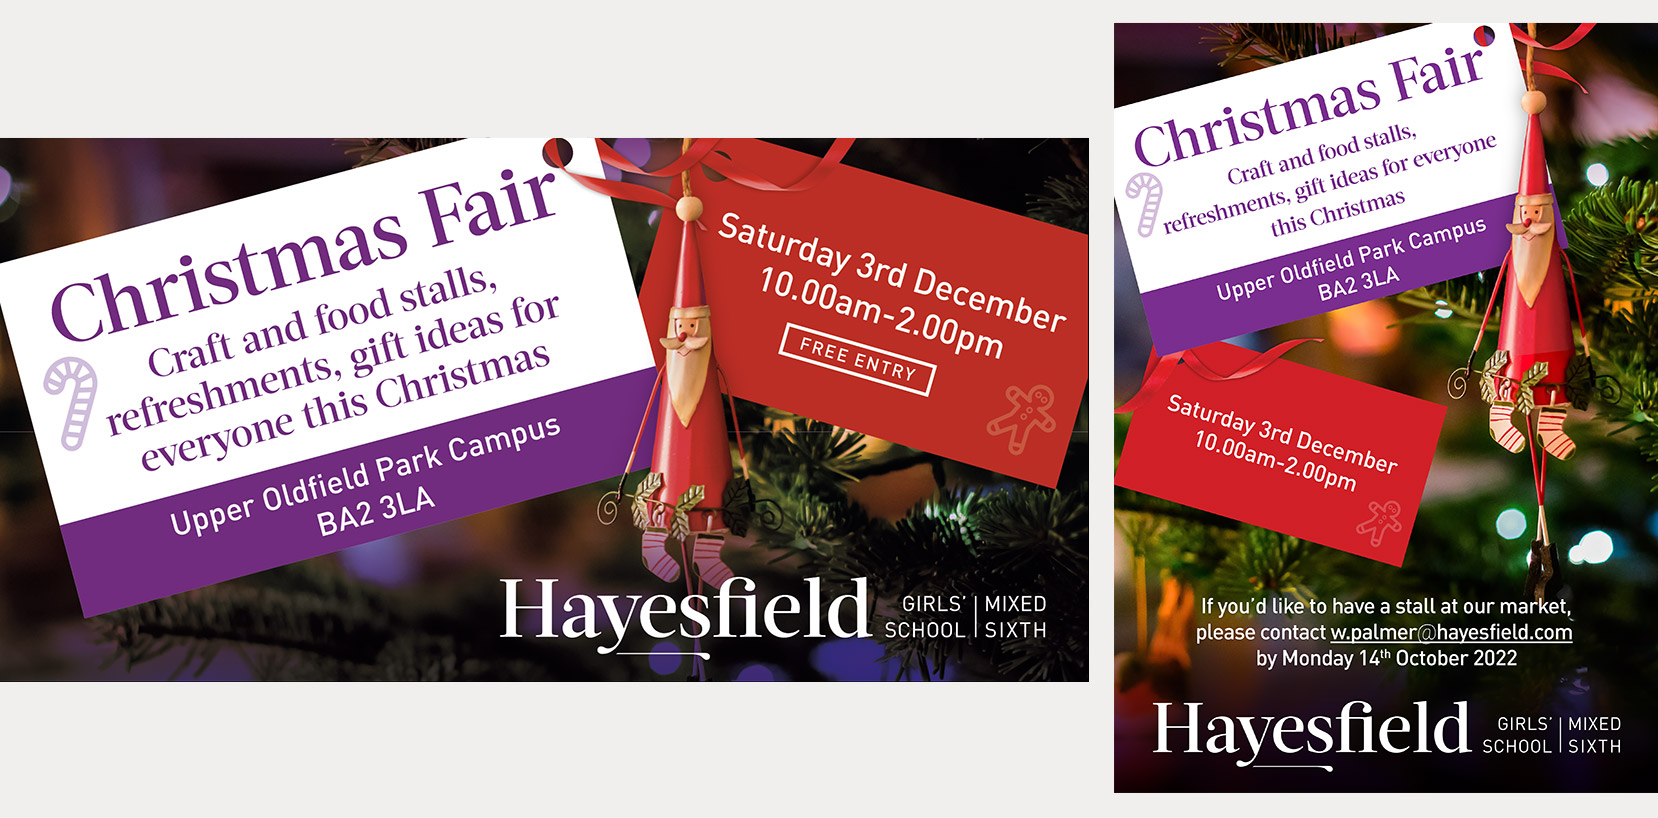 Christmas Fair
Craft and food stalls,
refreshments, gift ideas for
everyone this Christmas
Upper Oldfield Park Campus
BA2 3LA
Saturday 3rd December
10.00am-2.00pm
FREE ENTRY
Hayesfield
GIRLS' | MIXED
SCHOOL | SIXTH
Christmas Fair
Craft and food stalls,
refreshments, gift ideas for everyone
this Christmas
Upper Oldfield Park Campus
BA2 3LA
Saturday 3rd December
10.00am-2.00pm
If you'd like to have a stall at our market,
please contact w.palmer@hayesfield.com
by Monday 14th October 2022
Hayesfield
GIRLS' | MIXED
SCHOOL | SIXTH